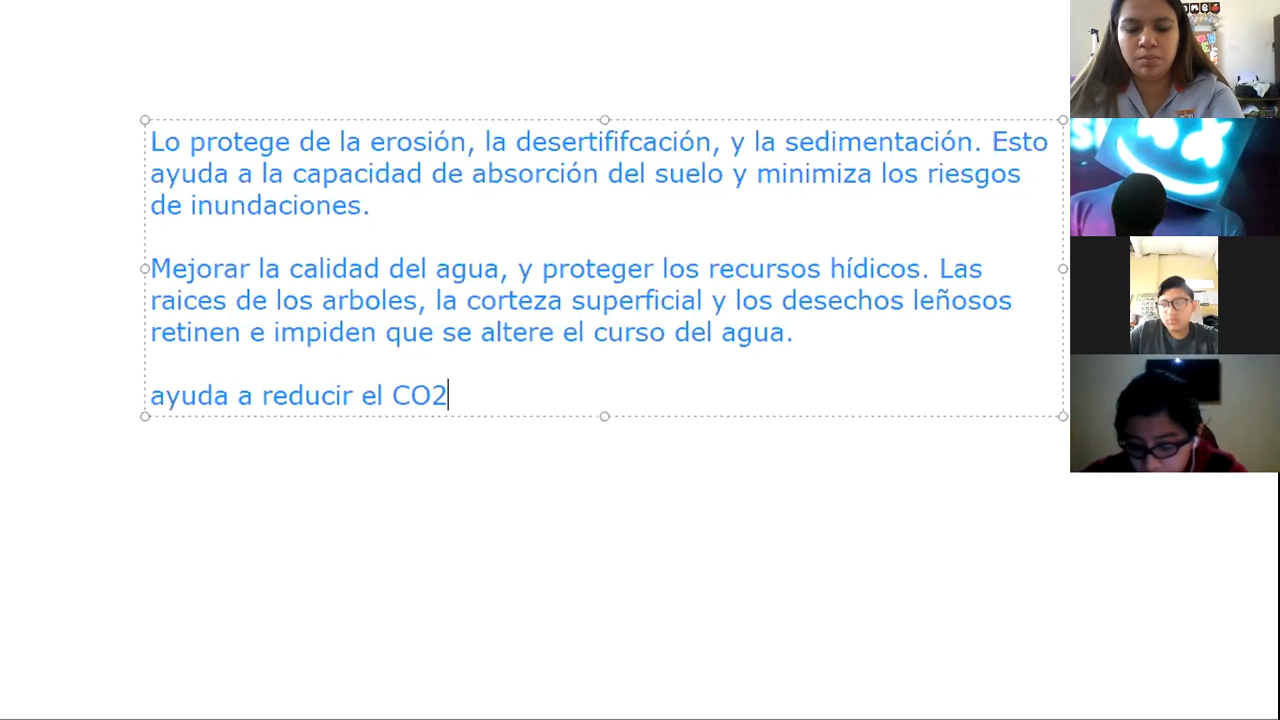 Lo protege de la erosión, la desertififcación, y la sedimentación. Esto
ayuda a la capacidad de absorción del suelo y minimiza los riesgos
de inundaciones.
Mejorar la calidad del agua, y proteger los recursos hídicos. Las
raices de los arboles, la corteza superficial y los desechos leñosos
retinen e impiden que se altere el curso del agua.
ayuda a reducir el CO2